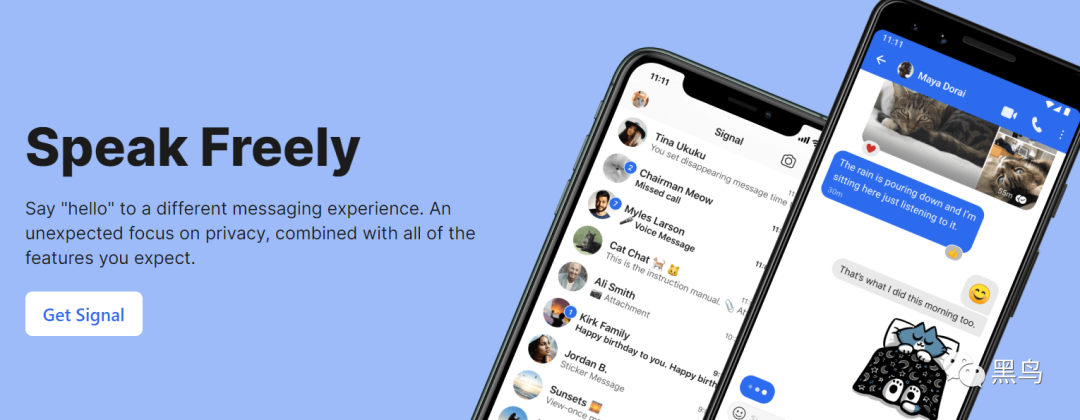 Speak Freely
Say "hello" to a different messaging experience. An
unexpected focus on privacy, combined with all of the
features you expect.
Get Signal
11:11
Signal
Tina Ukuku
You set disappearing message time
2
Chairman Meow
Missed call
7
Myles Larson
Voice Message
Cat Chat 🐈 🐱
This is the instruction manual.
Ali Smith
Attachment
1
Kirk Family
Happy birthday to you. Happy birth
Jordan B.
Sticker Message
Sunsets 🌇
View-once
11:11
Maya Dorai
55m
The rain is pouring down and I'm
sitting here just listening to it.
30m
That's what I did this morning too.
黑鸟